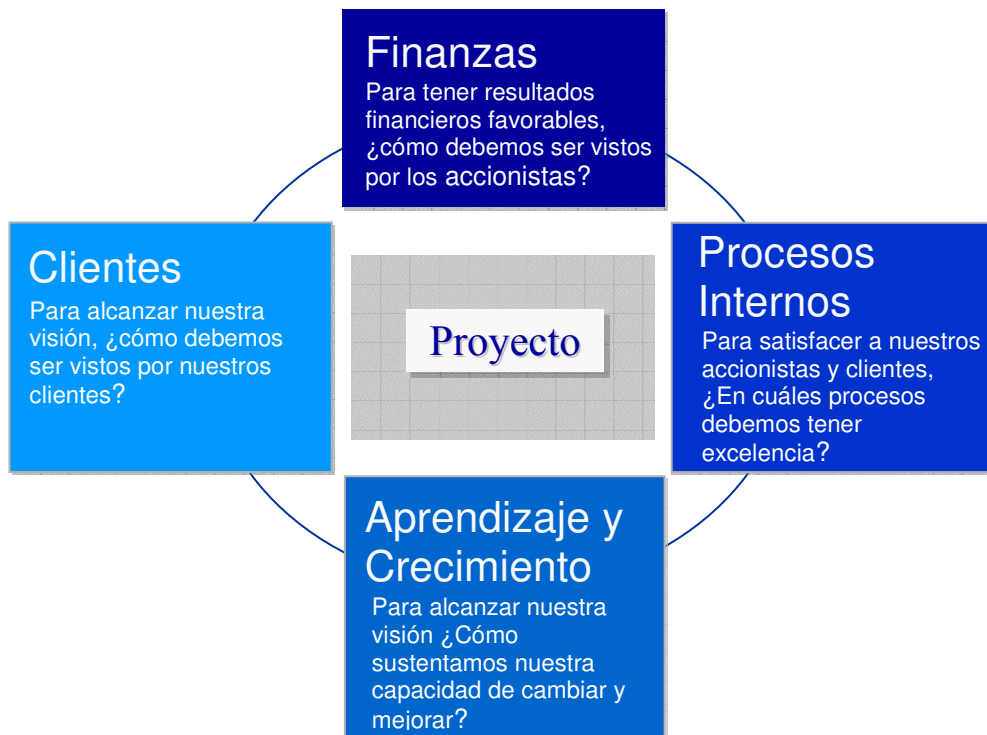 Finanzas
Para tener resultados
financieros favorables,
¿cómo debemos ser vistos
por los accionistas?
Clientes
Para alcanzar nuestra
visión, ¿cómo debemos
ser vistos por nuestros
clientes?
Proyecto
Procesos
Internos
Para satisfacer a nuestros
accionistas y clientes,
¿En cuáles procesos
debemos tener
excelencia?
Aprendizaje y
Crecimiento
Para alcanzar nuestra
visión ¿Cómo
sustentamos nuestra
capacidad de cambiar y
mejorar?